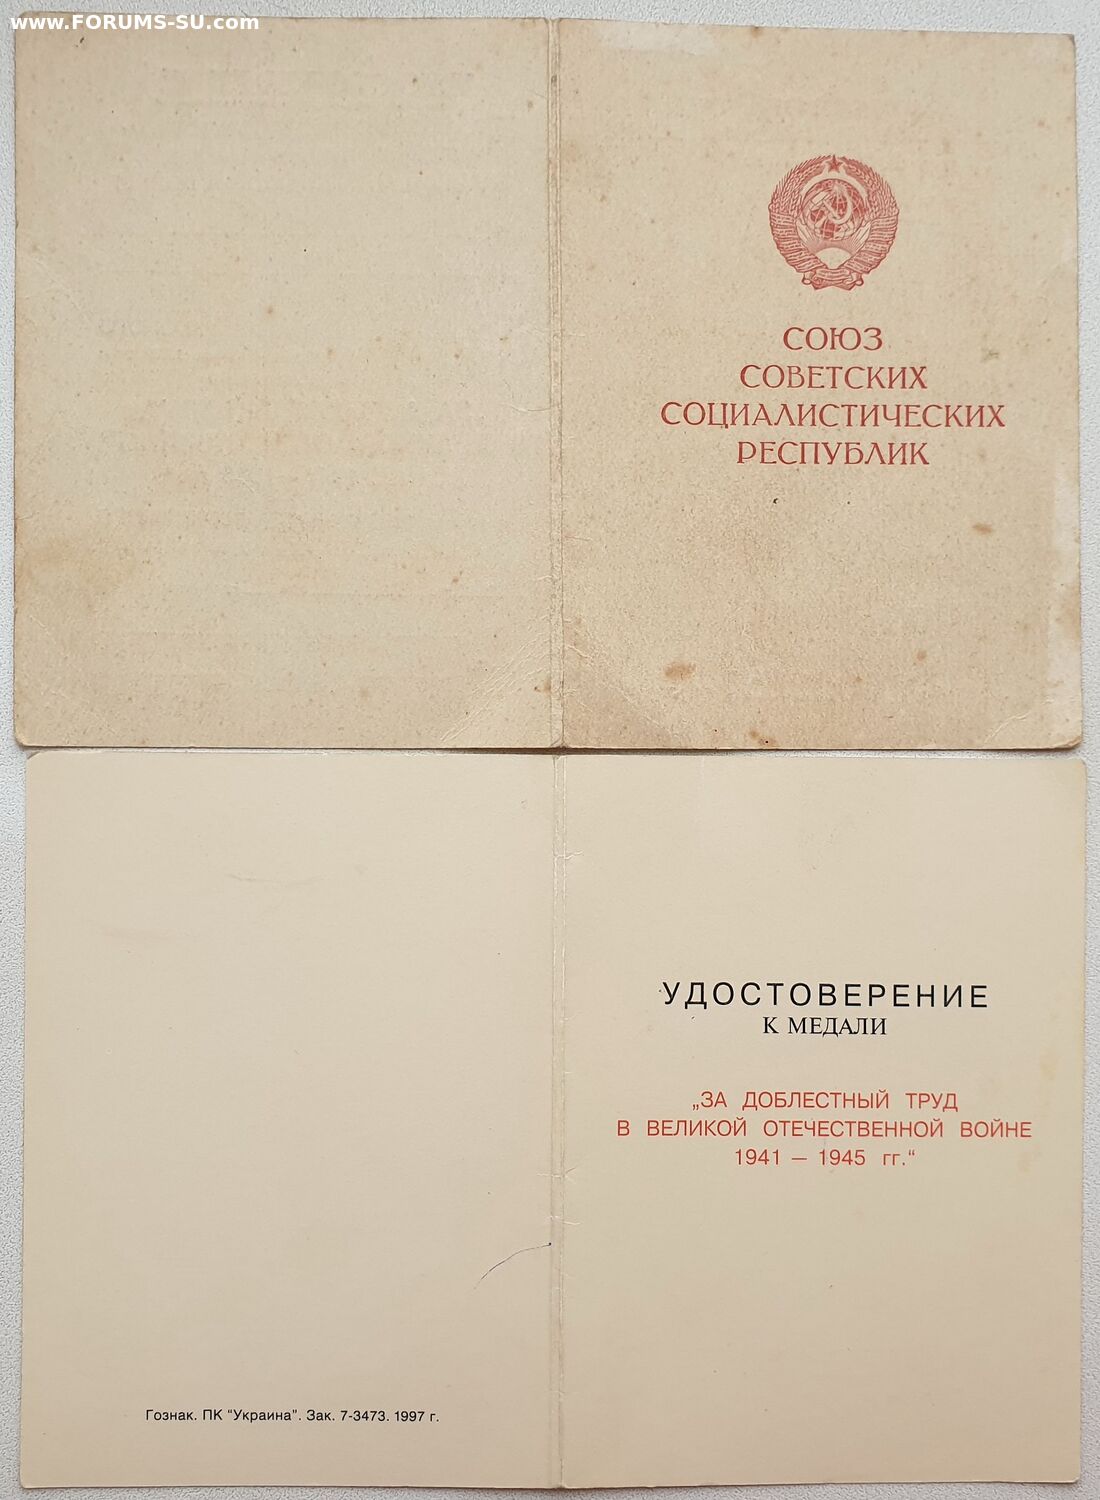 www.FORUMS-SU.com
СОЮЗ
СОВЕТСКИХ
СОЦИАЛИСТИЧЕСКИХ
РЕСПУБЛИК
УДОСТОВЕРЕНИЕ
К МЕДАЛИ
„ЗА ДОБЛЕСТНЫЙ ТРУД
В ВЕЛИКОЙ ОТЕЧЕСТВЕННОЙ ВОЙНЕ
1941 — 1945 гг.“
Гознак. ПК "Украина". Зак. 7-3473. 1997 г.